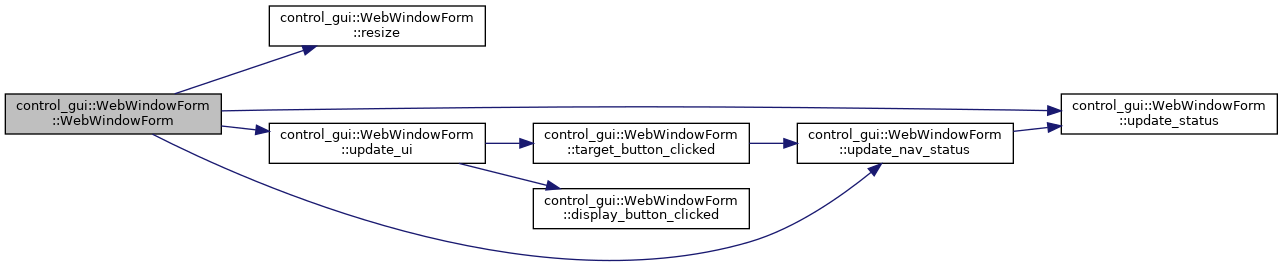 control_gui::WebWindowForm
::resize
control_gui::WebWindowForm
::WebWindowForm
control_gui::WebWindowForm
::update_status
control_gui::WebWindowForm
::update_ui
control_gui::WebWindowForm
::target_button_clicked
control_gui::WebWindowForm
::update_nav_status
control_gui::WebWindowForm
::display_button_clicked